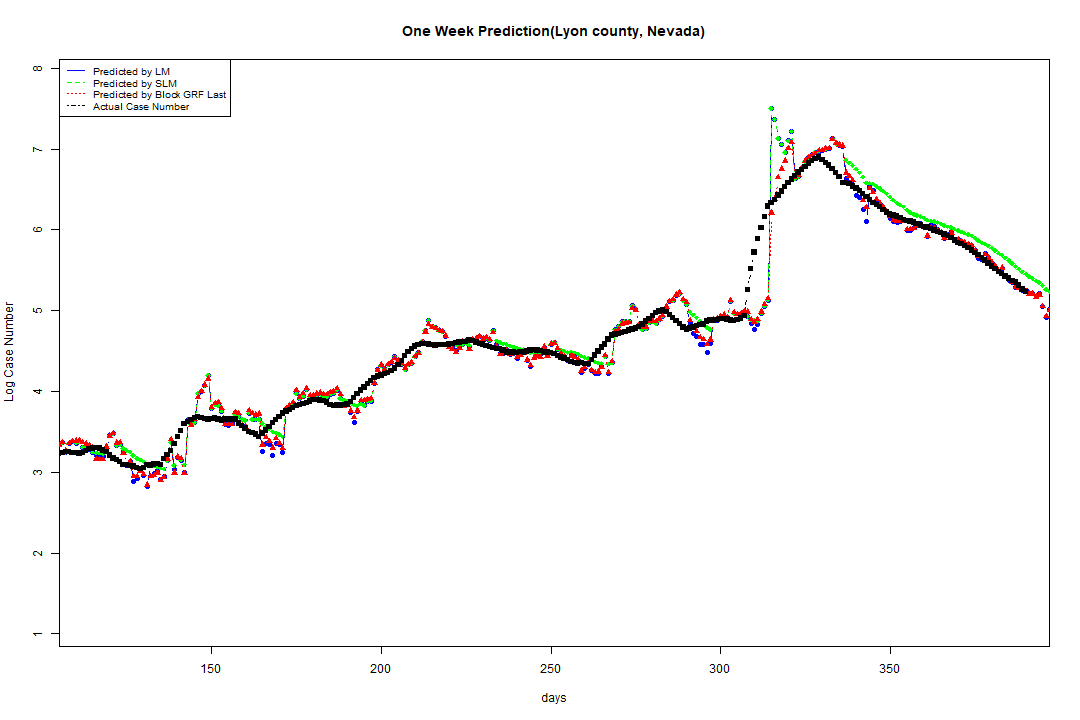 One Week Prediction(Lyon county, Nevada)
Predicted by LM
Predicted by SLM
Predicted by Block GRF Last
Actual Case Number
8
7
6
5
4
3
2
1
Log Case Number
150 200 250 300 350
days